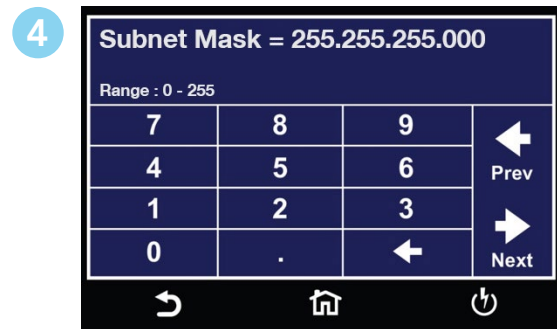 4
Subnet Mask = 255.255.255.000
Range : 0 - 255
7 8 9
4 5 6
Prev
1 2 3
0 .
Next